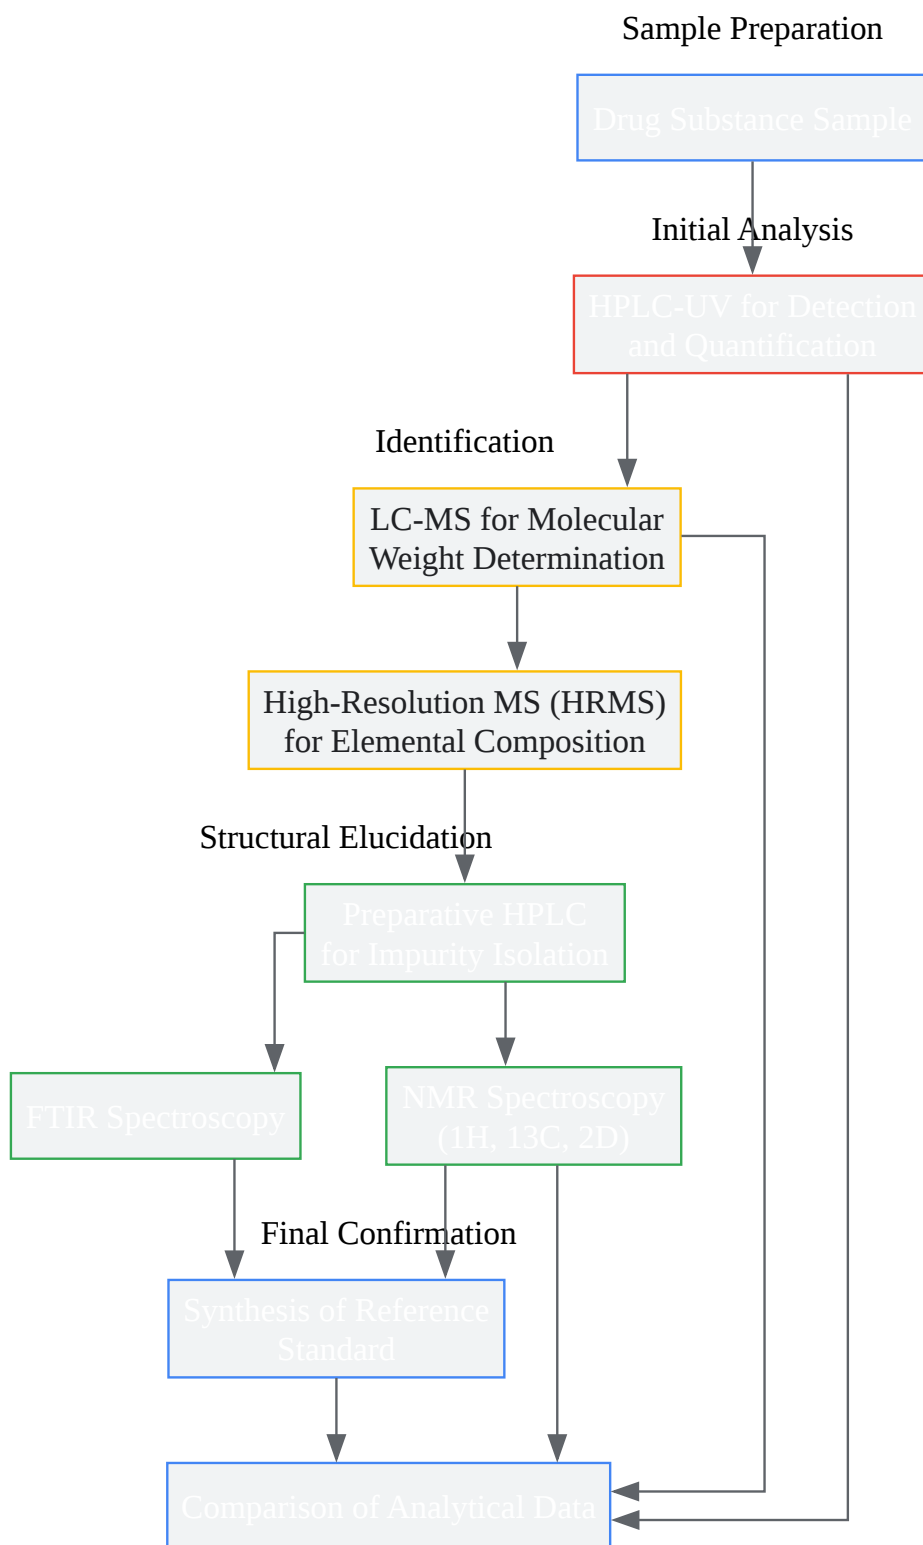 Sample Preparation
Drug Substance Sample
Initial Analysis
HPLC-UV for Detection
and Quantification
Identification
LC-MS for Molecular
Weight Determination
High-Resolution MS (HRMS)
for Elemental Composition
Structural Elucidation
Preparative HPLC
for Impurity Isolation
FTIR Spectroscopy
NMR Spectroscopy
(1H, 13C, 2D)
Final Confirmation
Synthesis of Reference
Standard
Comparison of Analytical Data